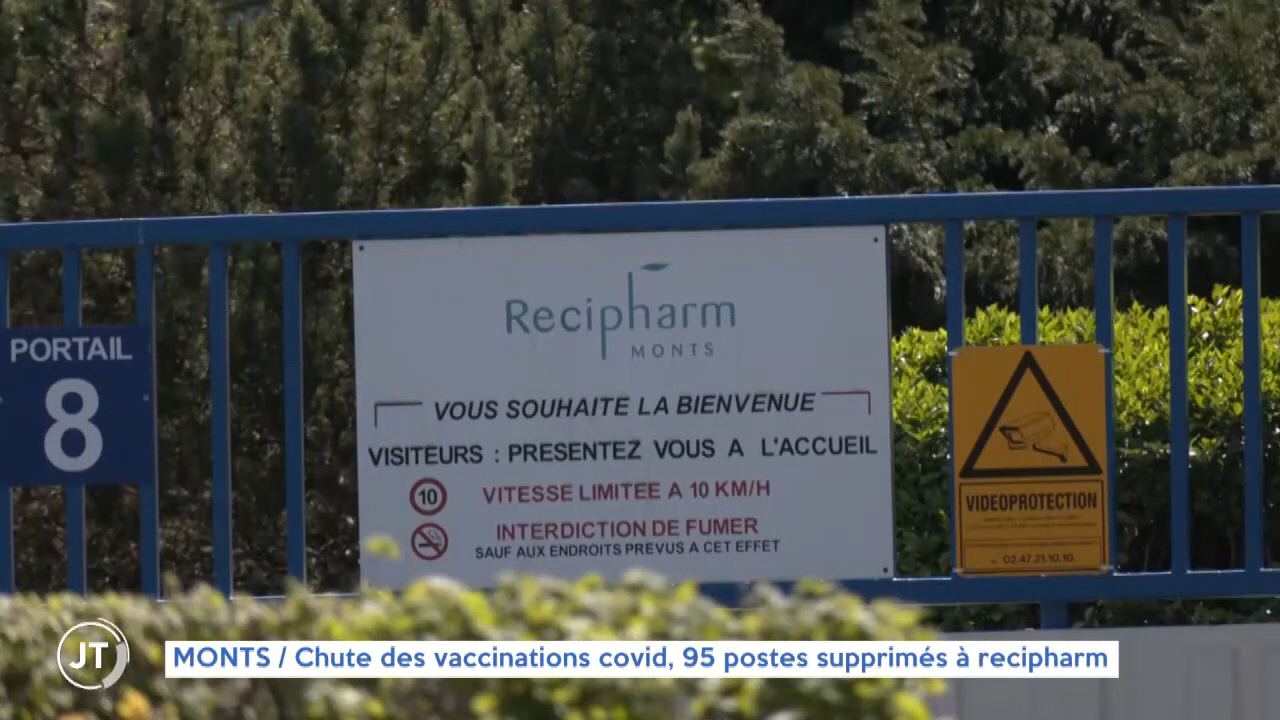 PORTAIL
8
Recipharm
MONTS
VOUS SOUHAITE LA BIENVENUE
VISITEURS : PRESENTEZ VOUS A L'ACCUEIL
10 VITESSE LIMITEE A 10 KM/H
INTERDICTION DE FUMER
SAUF AUX ENDROITS PREVUS A CET EFFET
VIDEOPROTECTION
02.47.21.10.10
JT
MONTS / Chute des vaccinations covid, 95 postes supprimés à recipharm